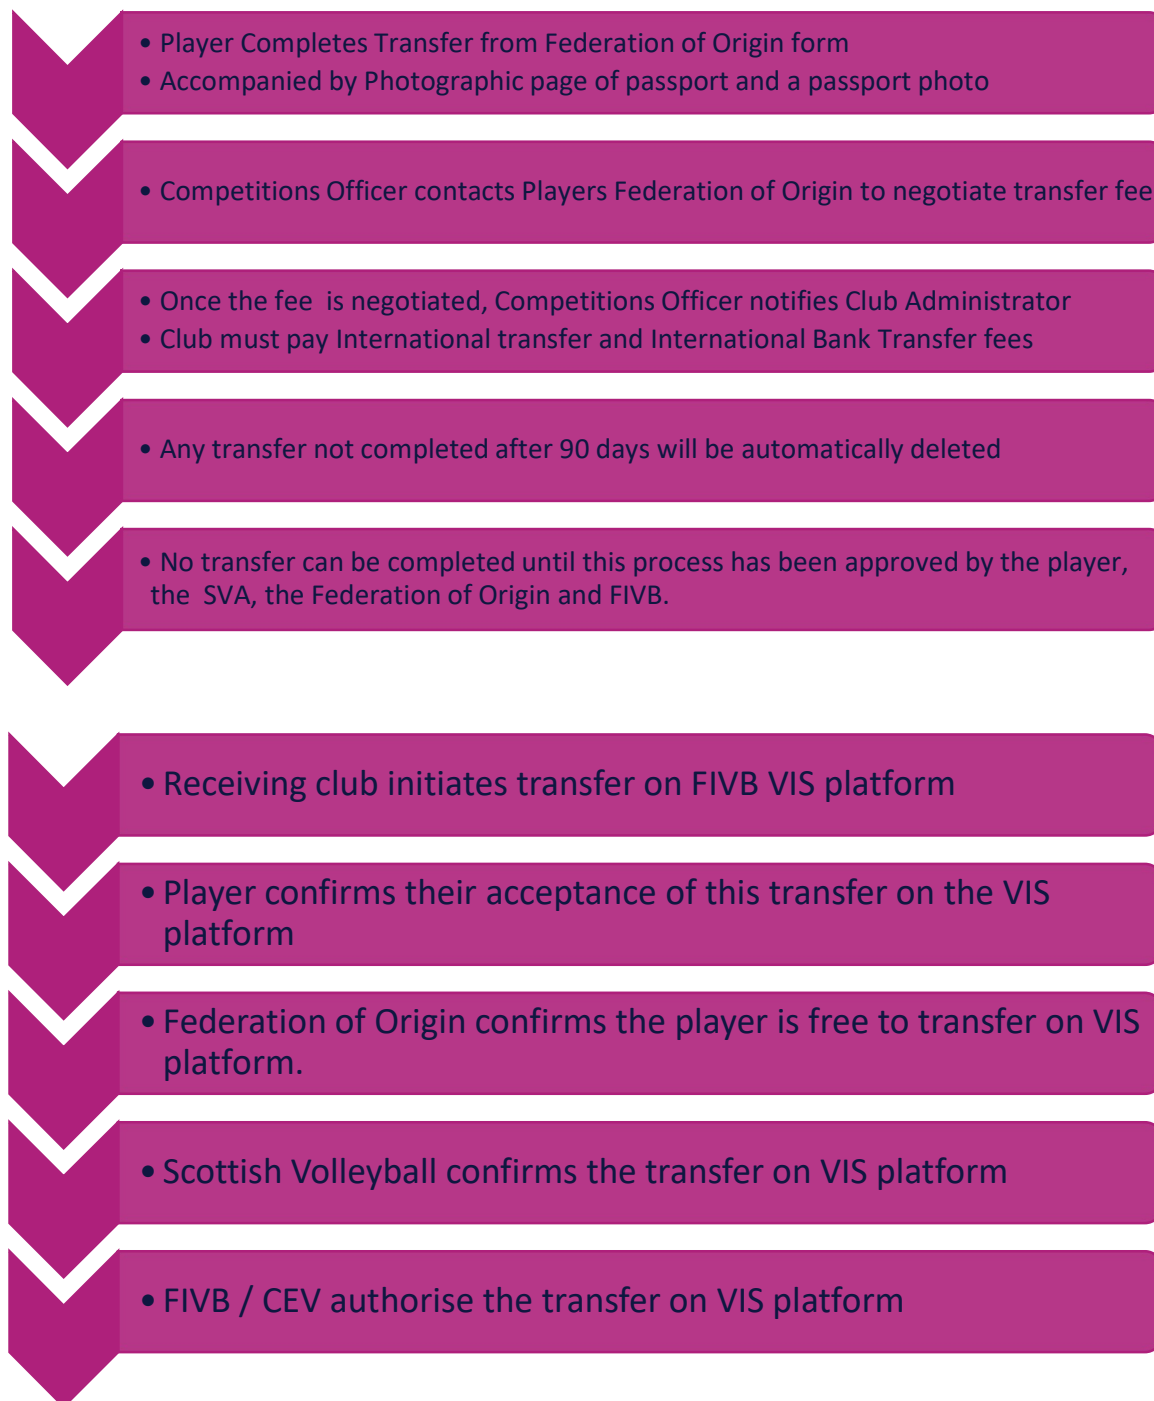 • Player Completes Transfer from Federation of Origin form
• Accompanied by Photographic page of passport and a passport photo
• Competitions Officer contacts Players Federation of Origin to negotiate transfer fee
• Once the fee  is negotiated, Competitions Officer notifies Club Administrator
• Club must pay International transfer and International Bank Transfer fees
• Any transfer not completed after 90 days will be automatically deleted
• No transfer can be completed until this process has been approved by the player,
the  SVA, the Federation of Origin and FIVB.
• Receiving club initiates transfer on FIVB VIS platform
• Player confirms their acceptance of this transfer on the VIS
platform
• Federation of Origin confirms the player is free to transfer on VIS
platform.
• Scottish Volleyball confirms the transfer on VIS platform
• FIVB / CEV authorise the transfer on VIS platform